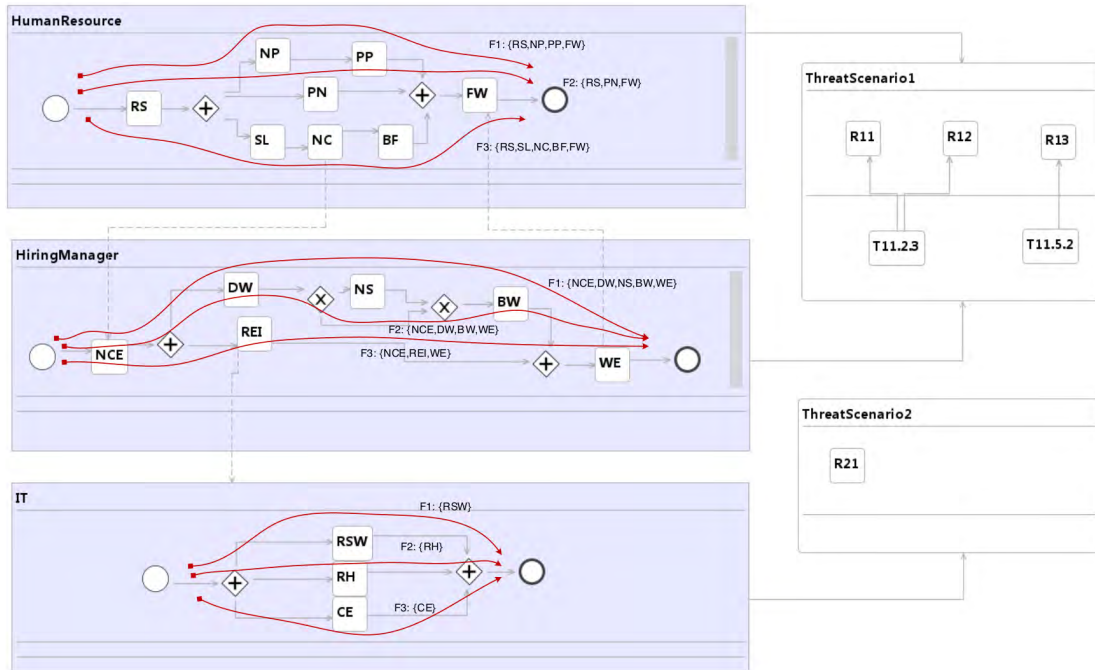 HumanResource
NP
PP
F1: {RS,NP,PP,FW}
F2: {RS,PN,FW}
RS
PN
FW
SL
NC
BF
F3: {RS,SL,NC,BF,FW}
ThreatScenario1
R11
R12
R13
T11.2.3
T11.5.2
HiringManager
DW
NS
BW
F1: {NCE,DW,NS,BW,WE}
REI
F2: {NCE,DW,BW,WE}
NCE
F3: {NCE,REI,WE}
WE
X
X
ThreatScenario2
R21
IT
F1: {RSW}
RSW
F2: {RH}
RH
CE
F3: {CE}